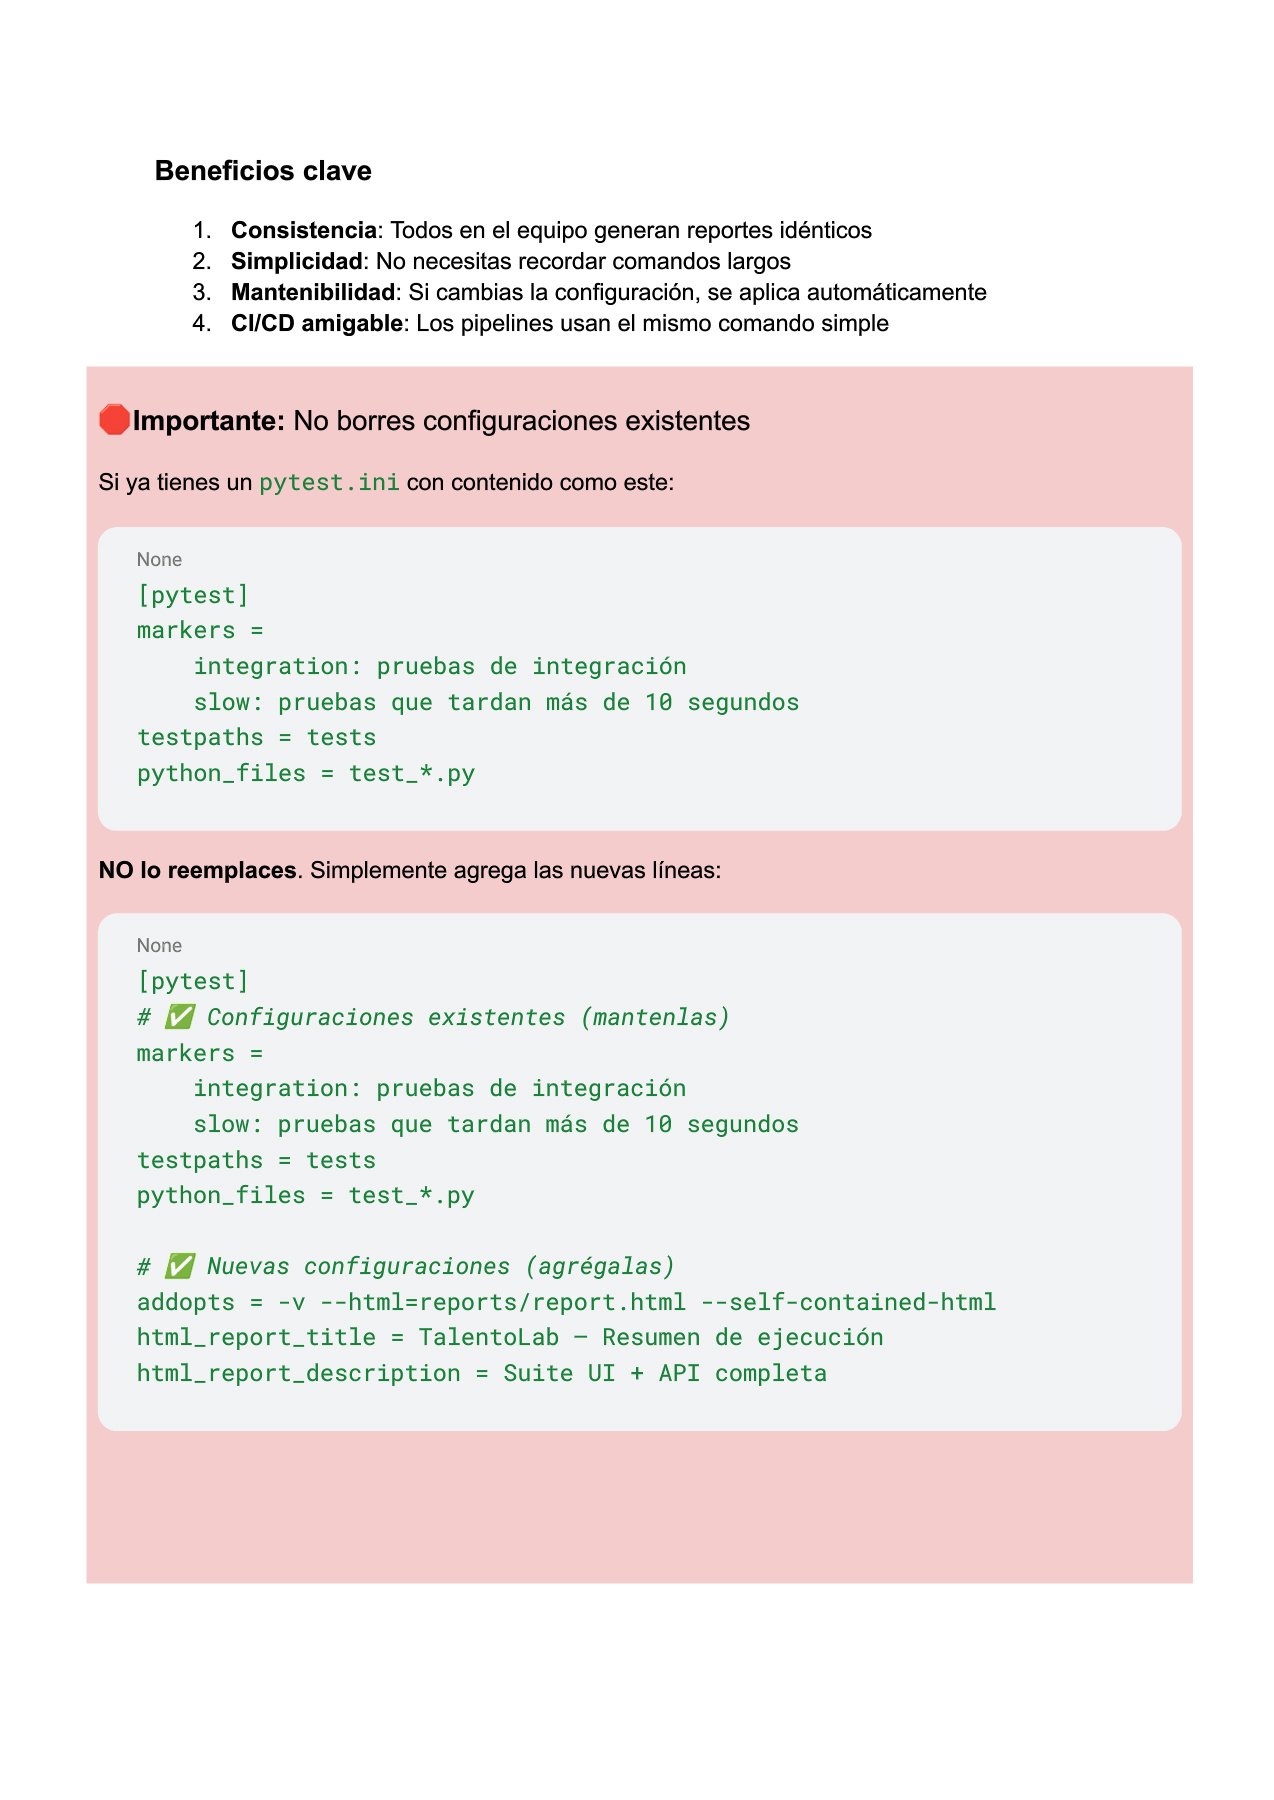 Beneficios clave
1. Consistencia: Todos en el equipo generan reportes idénticos
2. Simplicidad: No necesitas recordar comandos largos
3. Mantenibilidad: Si cambias la configuración, se aplica automáticamente
4. CI/CD amigable: Los pipelines usan el mismo comando simple
🛑Importante: No borres configuraciones existentes
Si ya tienes un pytest.ini con contenido como este:
None
[pytest]
markers =
    integration: pruebas de integración
    slow: pruebas que tardan más de 10 segundos
testpaths = tests
python_files = test_*.py
NO lo reemplaces. Simplemente agrega las nuevas líneas:
None
[pytest]
# ✅ Configuraciones existentes (mantenlas)
markers =
    integration: pruebas de integración
    slow: pruebas que tardan más de 10 segundos
testpaths = tests
python_files = test_*.py
# ✅ Nuevas configuraciones (agrégalas)
addopts = -v --html=reports/report.html --self-contained-html
html_report_title = TalentoLab – Resumen de ejecución
html_report_description = Suite UI + API completa